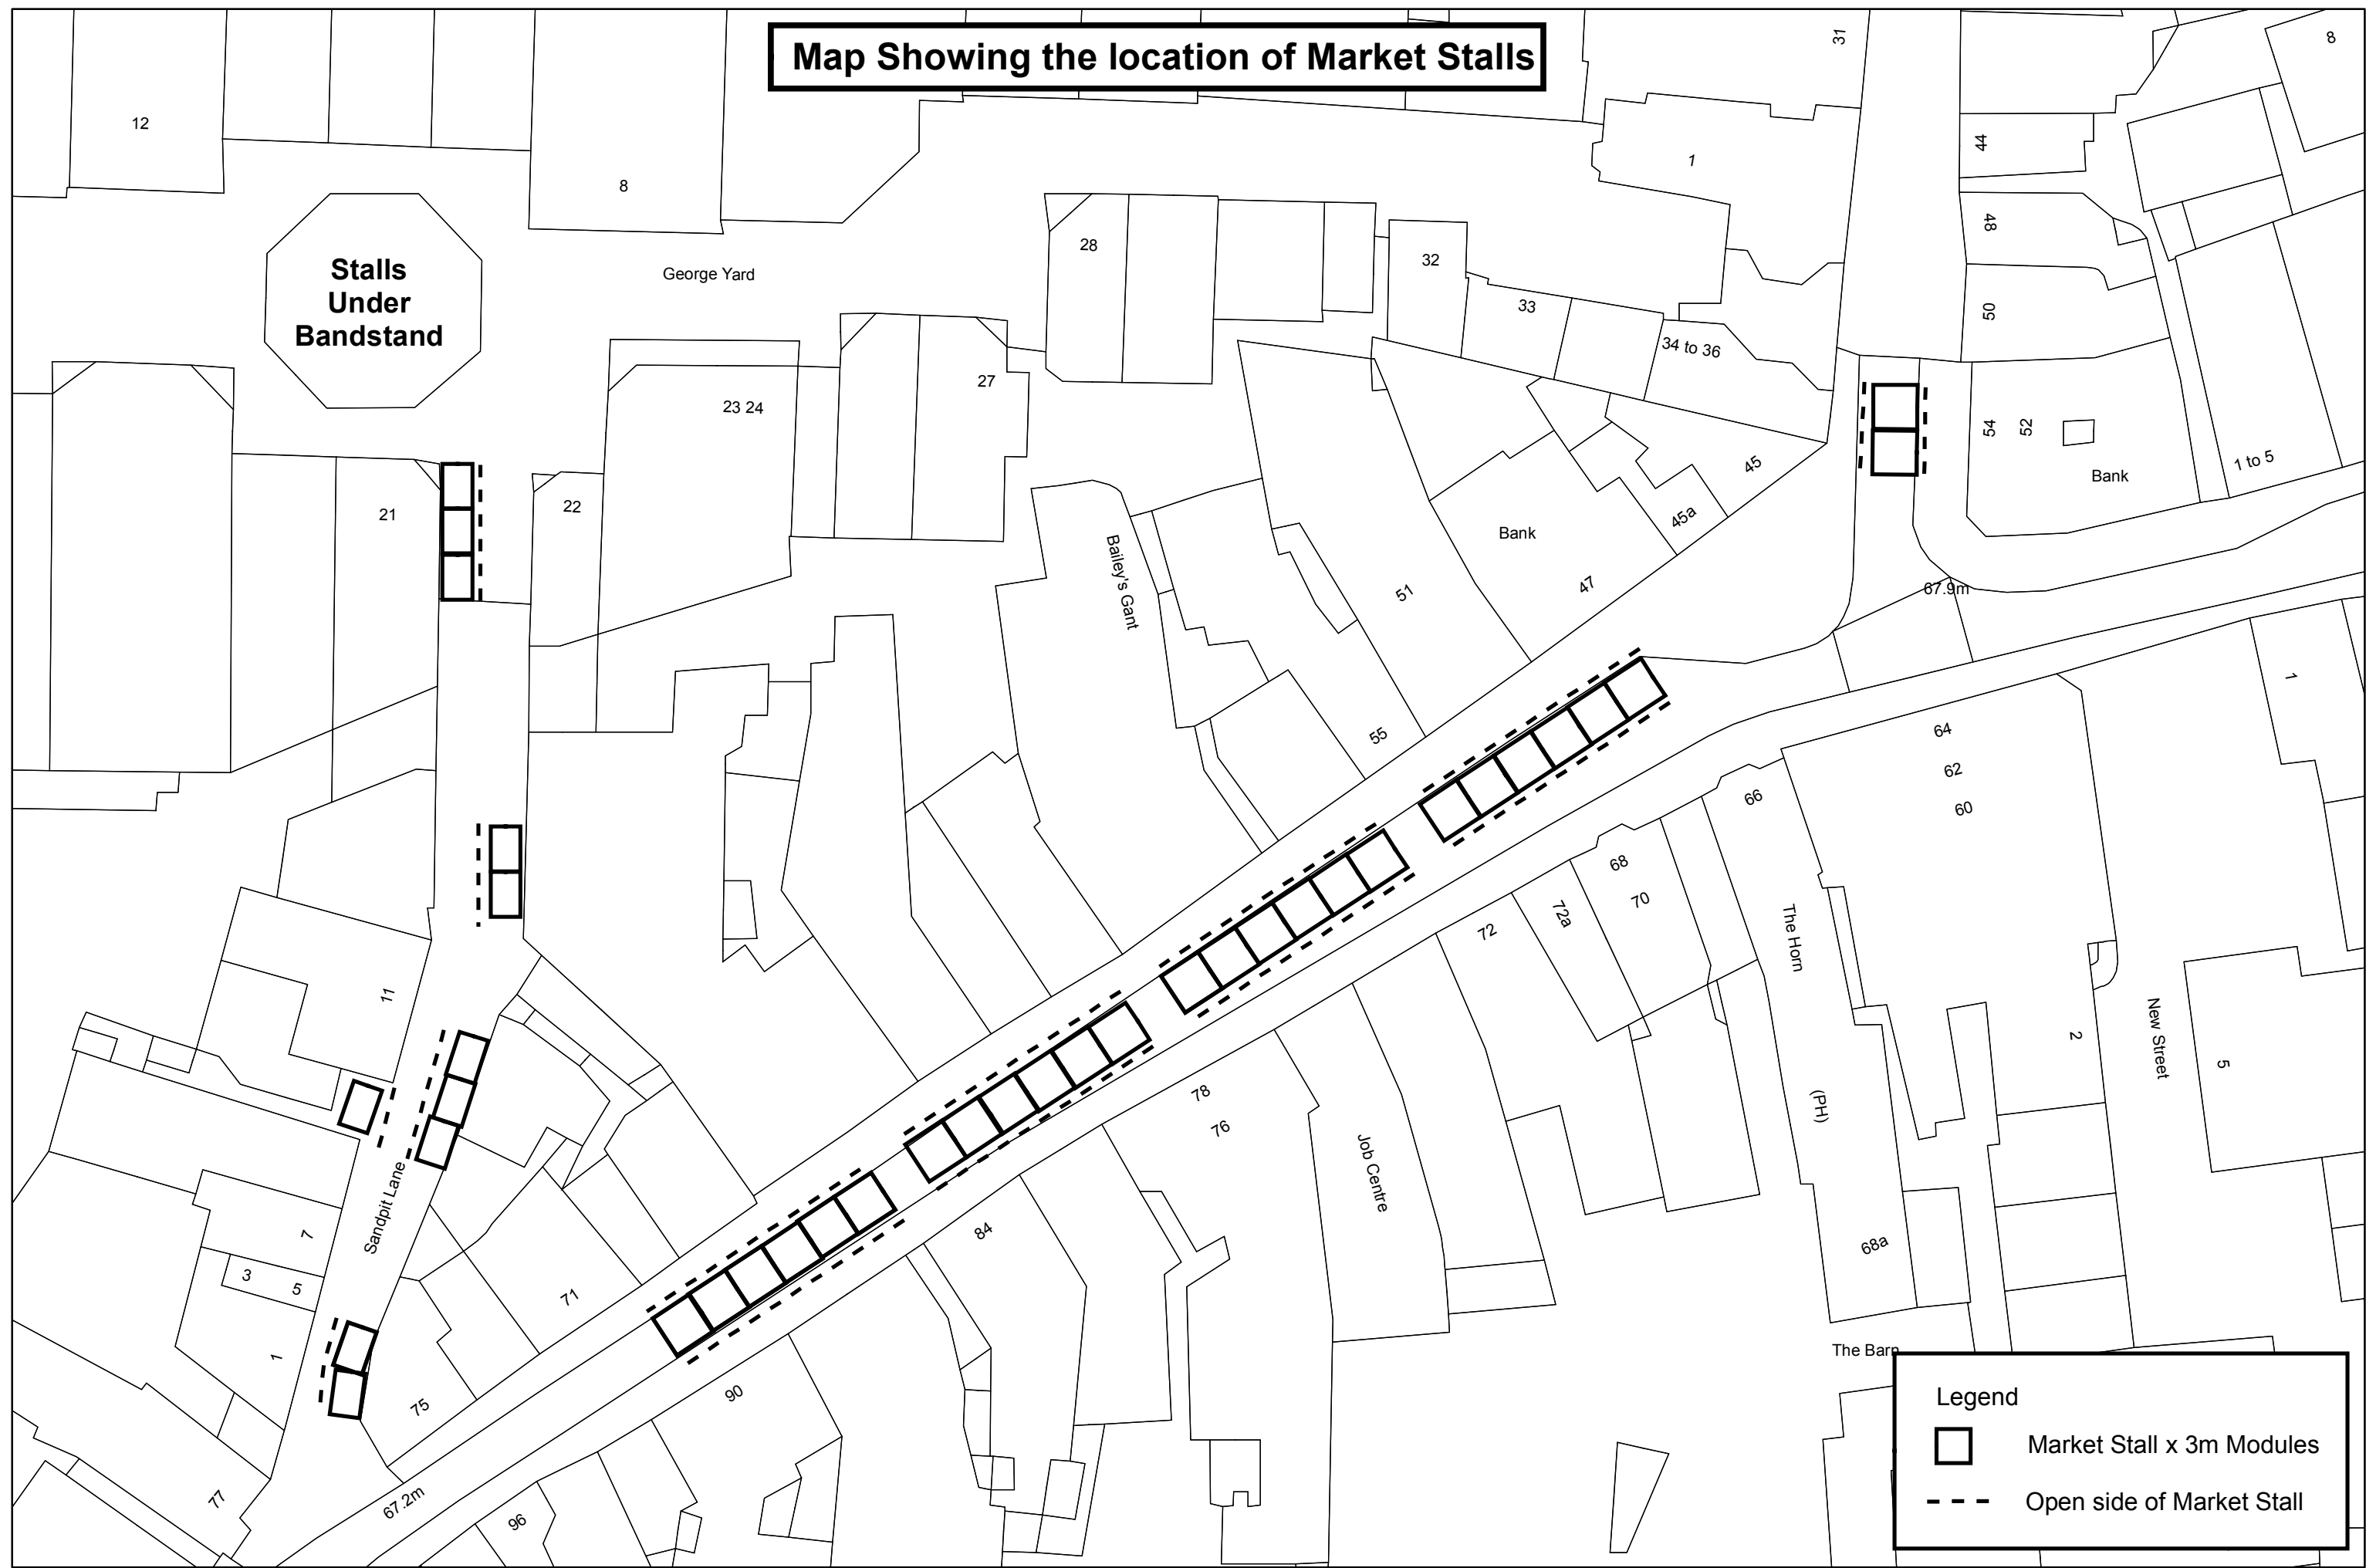 Map Showing the location of Market Stalls
31
8
12
8
1
44
48
50
Stalls
Under
Bandstand
George Yard
28
32
33
34 to 36
27
23 24
21
22
54
52
Bank
1 to 5
45
45a
Bank
47
51
55
Bailey's Gant
67.9m
1
64
62
60
66
68
70
72a
72
The Horn
(PH)
2
New Street
5
11
78
76
Job Centre
84
Sandpit Lane
7
3
5
1
71
75
68a
90
The Barn
77
67.2m
96
Legend
Market Stall x 3m Modules
Open side of Market Stall